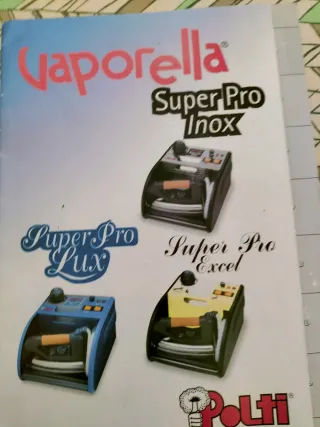 Vaporella®
Super Pro
Inox
Super Pro
Lux
Super Pro
Excel
Polti